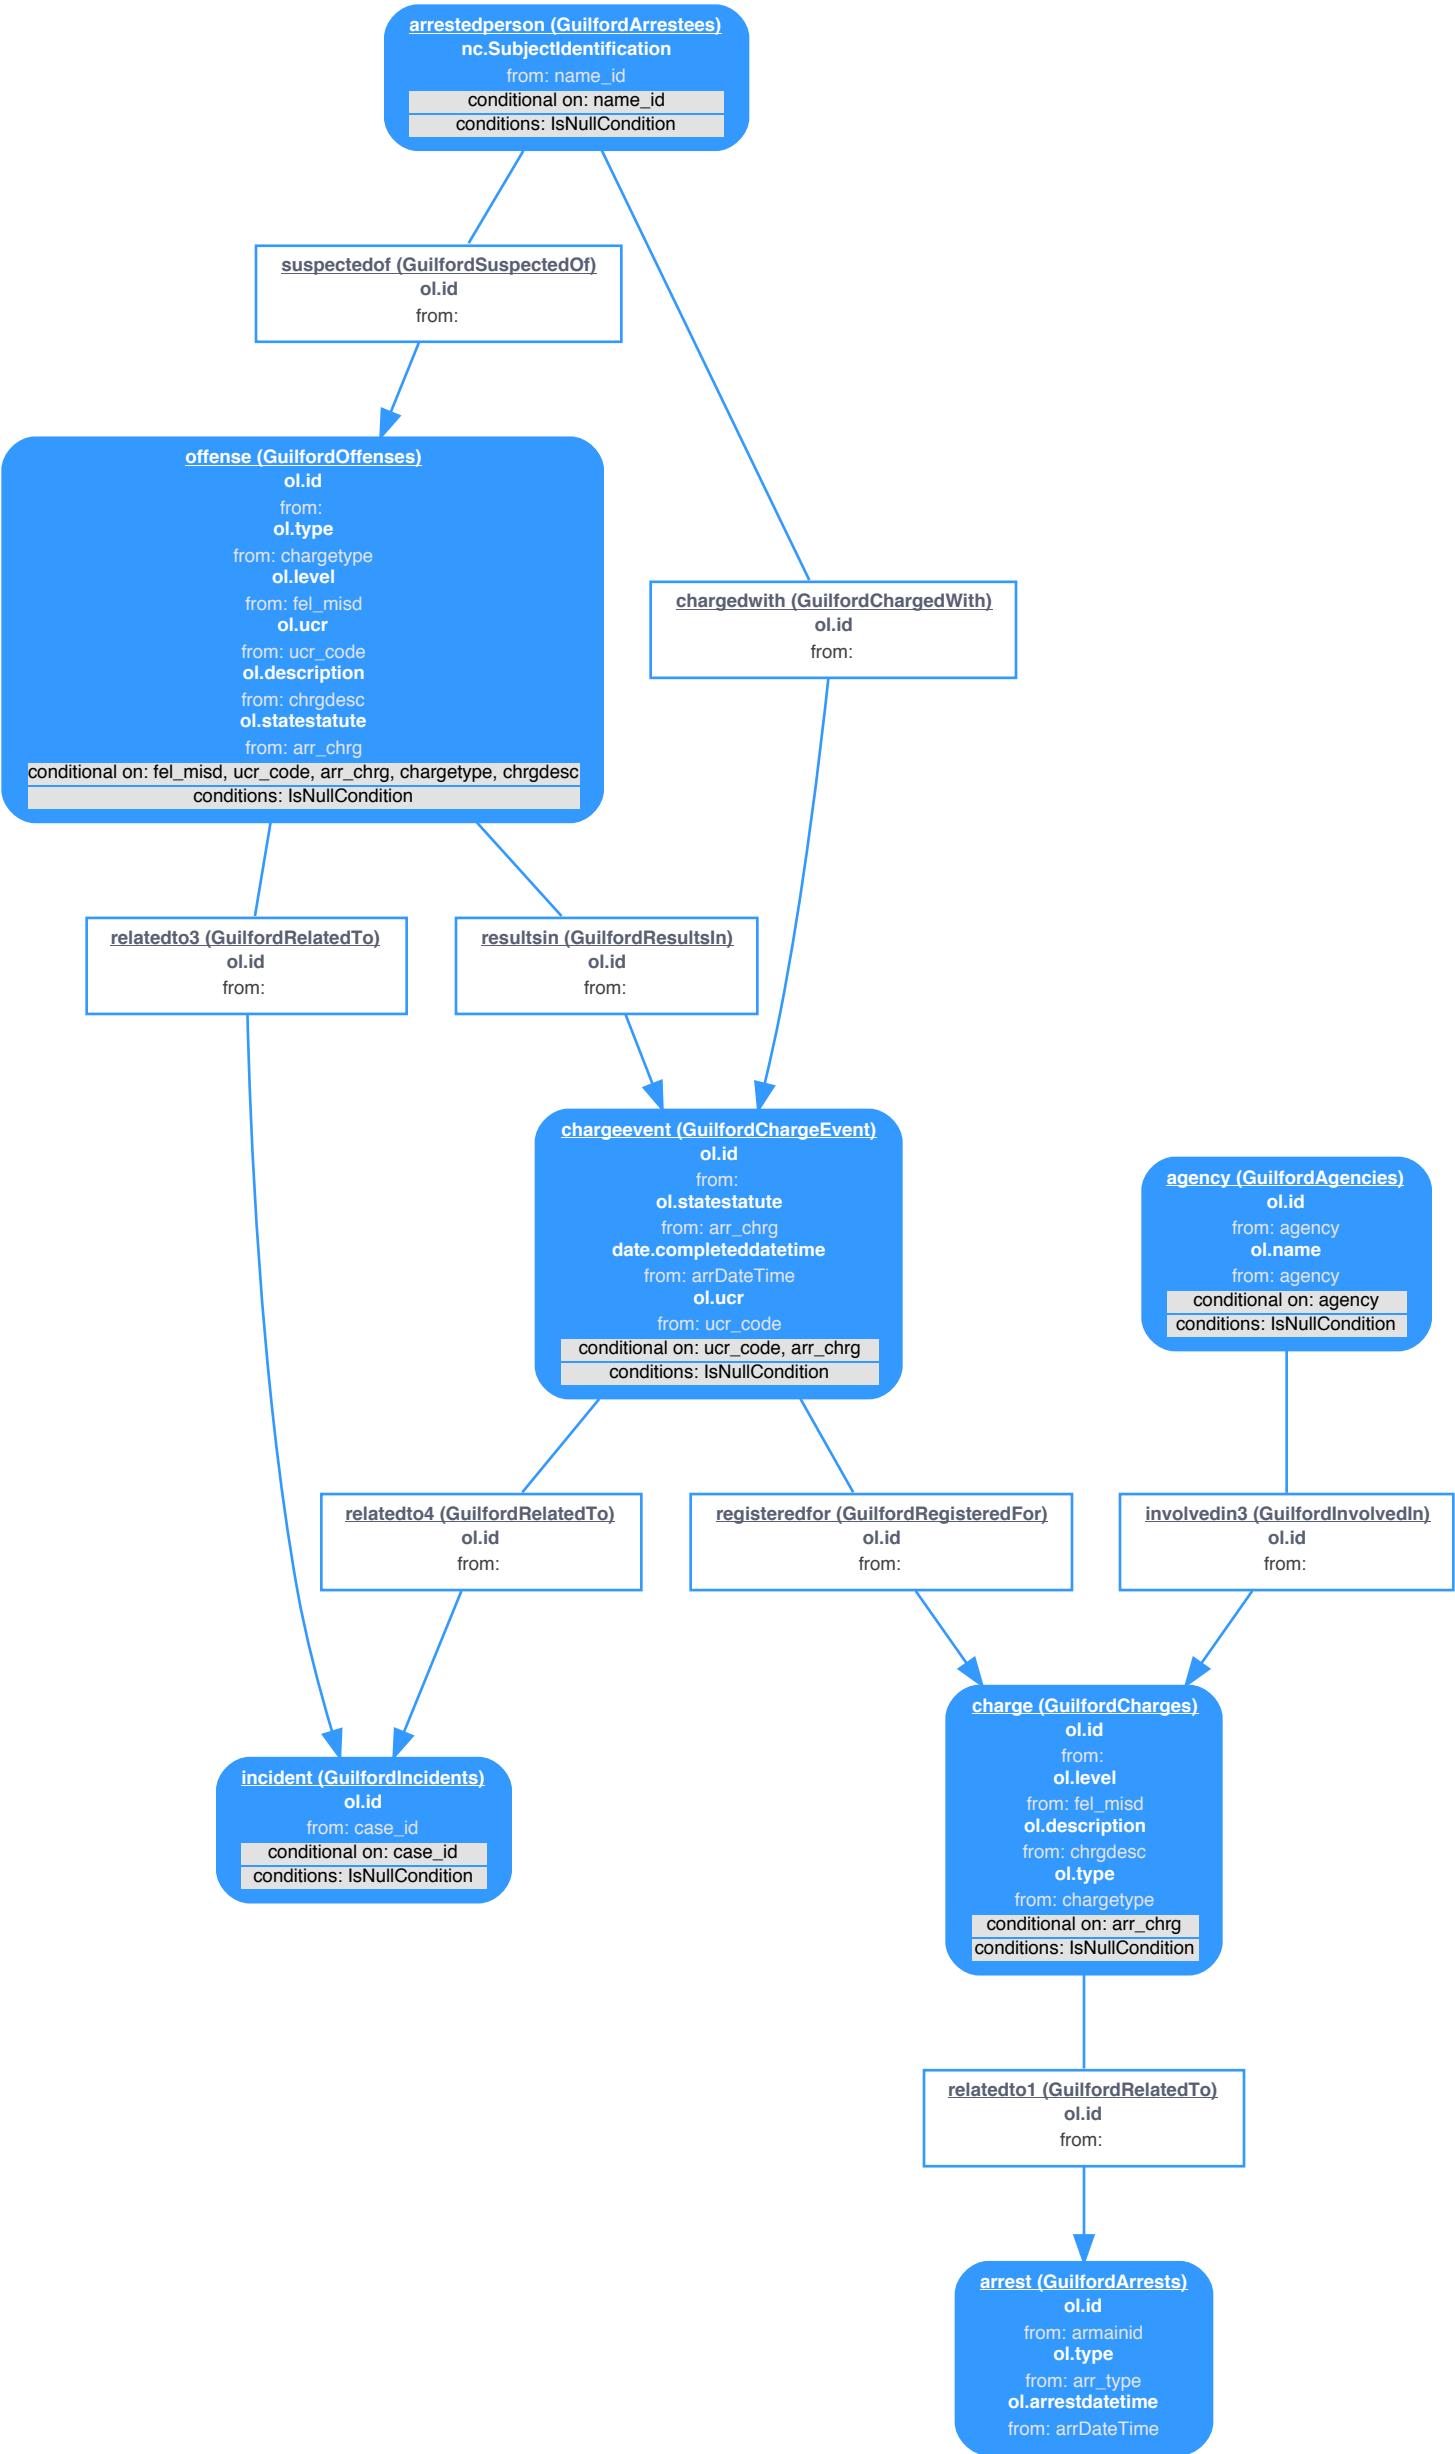 arrestedperson (GuilfordArrestees)
nc.SubjectIdentification
from: name_id
conditional on: name_id
conditions: IsNullCondition
suspectedof (GuilfordSuspectedOf)
ol.id
from:
offense (GuilfordOffenses)
ol.id
from:
ol.type
from: chargetype
ol.level
from: fel_misd
ol.ucr
from: ucr_code
ol.description
from: chrgdesc
ol.statestatute
from: arr_chrg
conditional on: fel_misd, ucr_code, arr_chrg, chargetype, chrgdesc
conditions: IsNullCondition
chargedwith (GuilfordChargedWith)
ol.id
from:
relatedto3 (GuilfordRelatedTo)
ol.id
from:
resultsin (GuilfordResultsIn)
ol.id
from:
chargeevent (GuilfordChargeEvent)
ol.id
from:
ol.statestatute
from: arr_chrg
date.completeddatetime
from: arrDateTime
ol.ucr
from: ucr_code
conditional on: ucr_code, arr_chrg
conditions: IsNullCondition
agency (GuilfordAgencies)
ol.id
from: agency
ol.name
from: agency
conditional on: agency
conditions: IsNullCondition
relatedto4 (GuilfordRelatedTo)
ol.id
from:
registeredfor (GuilfordRegisteredFor)
ol.id
from:
involvedin3 (GuilfordInvolvedIn)
ol.id
from:
incident (GuilfordIncidents)
ol.id
from: case_id
conditional on: case_id
conditions: IsNullCondition
charge (GuilfordCharges)
ol.id
from:
ol.level
from: fel_misd
ol.description
from: chrgdesc
ol.type
from: chargetype
conditional on: arr_chrg
conditions: IsNullCondition
relatedto1 (GuilfordRelatedTo)
ol.id
from:
arrest (GuilfordArrests)
ol.id
from: armainid
ol.type
from: arr_type
ol.arrestdatetime
from: arrDateTime